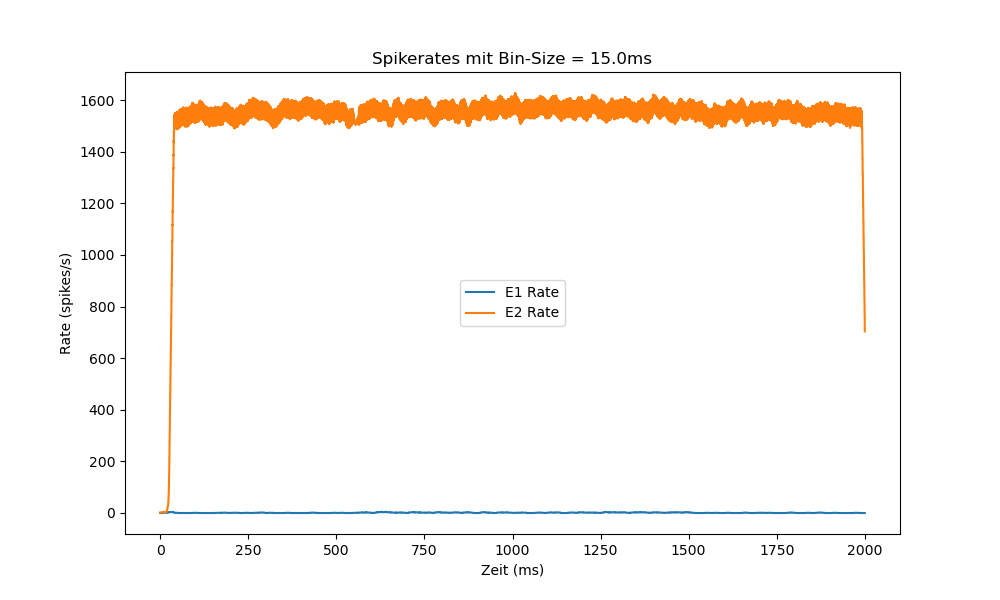 Spikerates mit Bin-Size = 15.0ms
1600
1400
1200
1000
800
600
400
200
0
Rate (spikes/s)
E1 Rate
E2 Rate
0 250 500 750 1000 1250 1500 1750 2000
Zeit (ms)